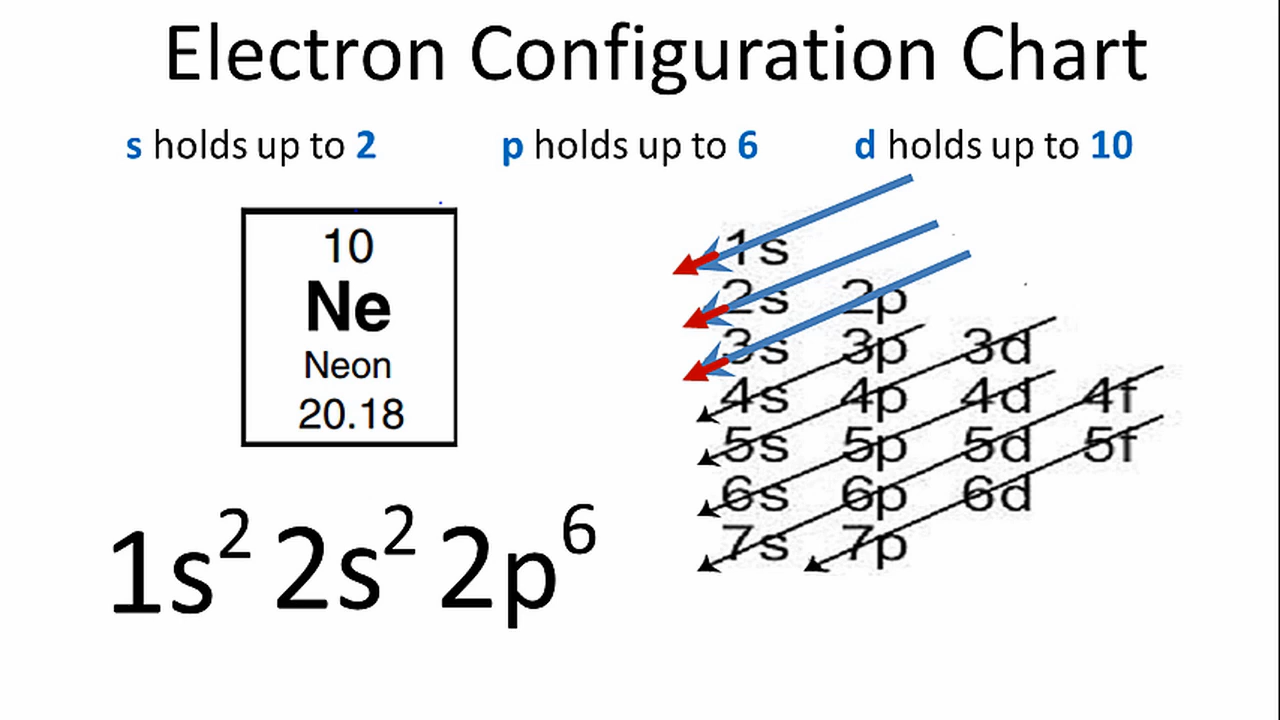 Electron Configuration Chart
s holds up to 2 p holds up to 6 d holds up to 10
10
Ne
Neon
20.18
1s² 2s² 2p⁶
1s
2s 2p
3s 3p 3d
4s 4p 4d 4f
5s 5p 5d 5f
6s 6p 6d
7s 7p